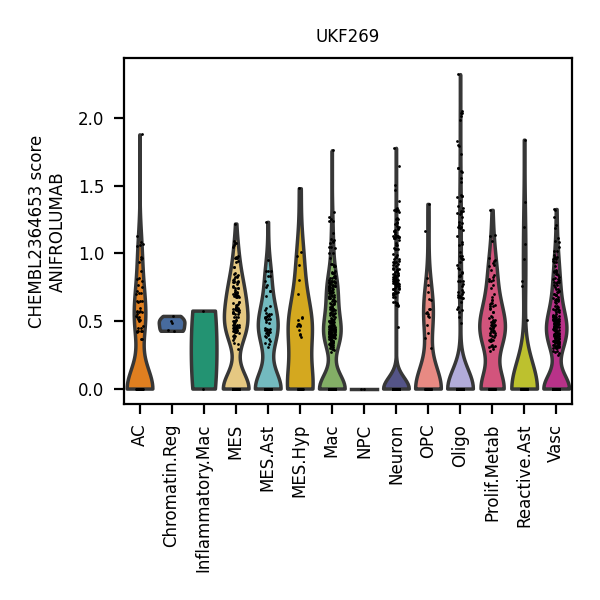 UKF269
CHEMBL2364653 score
ANIFROLUMAB
2.0
1.5
1.0
0.5
0.0
AC
Chromatin.Reg
Inflammatory.Mac
MES
MES.Ast
MES.Hyp
Mac
NPC
Neuron
OPC
Oligo
Prolif.Metab
Reactive.Ast
Vasc